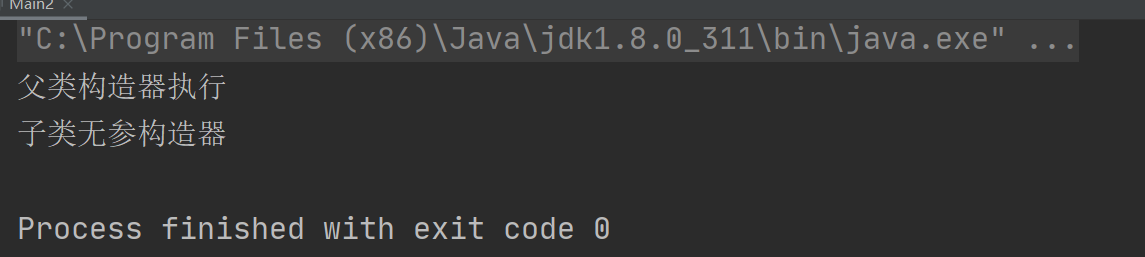 Main2 ×
"C:\Program Files (x86)\Java\jdk1.8.0_311\bin\java.exe" ...
父类构造器执行
子类无参构造器
Process finished with exit code 0